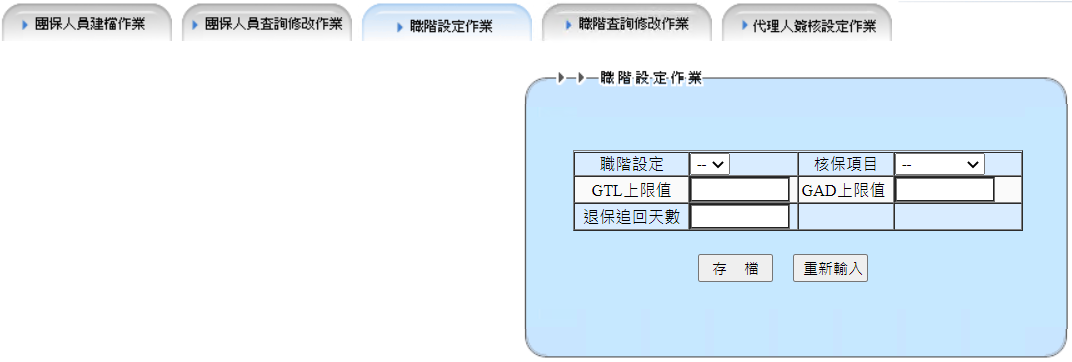 團保人員建檔作業 團保人員查詢修改作業 職階設定作業 職階查詢修改作業 代理人簽核設定作業
職階設定作業
職階設定 -- 核保項目 --
GTL上限值 GAD上限值
退保追回天數
存 檔 重新輸入